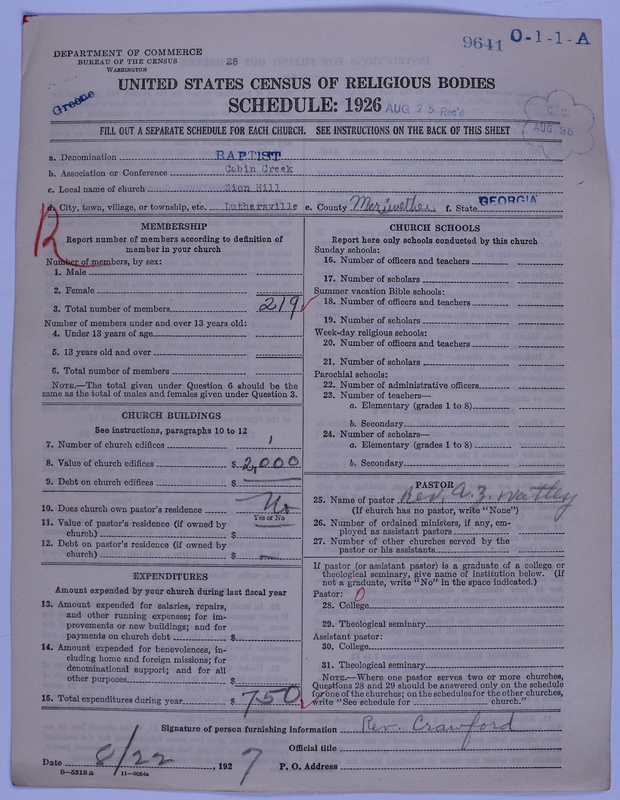 9641 O-1-1-A
DEPARTMENT OF COMMERCE
BUREAU OF THE CENSUS
WASHINGTON
28
Greene
UNITED STATES CENSUS OF RELIGIOUS BODIES
SCHEDULE: 1926
AUG 25 Rec'd
C. C.
AUG 26
FILL OUT A SEPARATE SCHEDULE FOR EACH CHURCH. SEE INSTRUCTIONS ON THE BACK OF THIS SHEET
a. Denomination BAPTIST
b. Association or Conference Cabin Creek
c. Local name of church Zion Hill
d. City, town, village, or township, etc. Luthersville e. County Meriwether f. State GEORGIA
R
MEMBERSHIP
Report number of members according to definition of
member in your church
Number of members, by sex:
1. Male
2. Female
3. Total number of members 219
Number of members under and over 13 years old:
4. Under 13 years of age
5. 13 years old and over
6. Total number of members
NOTE.—The total given under Question 6 should be the
same as the total of males and females given under Question 3.
CHURCH BUILDINGS
See instructions, paragraphs 10 to 12
7. Number of church edifices 1
8. Value of church edifices $ 2,000
9. Debt on church edifices $
10. Does church own pastor's residence No
Yes or No
11. Value of pastor's residence (if owned by
church) $
12. Debt on pastor's residence (if owned by
church) $
EXPENDITURES
Amount expended by your church during last fiscal year
13. Amount expended for salaries, repairs,
and other running expenses; for im-
provements or new buildings; and for
payments on church debt $
14. Amount expended for benevolences, in-
cluding home and foreign missions; for
denominational support; and for all
other purposes $
15. Total expenditures during year $ 750
CHURCH SCHOOLS
Report here only schools conducted by this church
Sunday schools:
16. Number of officers and teachers
17. Number of scholars
Summer vacation Bible schools:
18. Number of officers and teachers
19. Number of scholars
Week-day religious schools:
20. Number of officers and teachers
21. Number of scholars
Parochial schools:
22. Number of administrative officers
23. Number of teachers—
a. Elementary (grades 1 to 8)
b. Secondary
24. Number of scholars—
a. Elementary (grades 1 to 8)
b. Secondary
PASTOR
25. Name of pastor Rev. A. Z. Watley
(If church has no pastor, write "None")
26. Number of ordained ministers, if any, em-
ployed as assistant pastors
27. Number of other churches served by the
pastor or his assistants
If pastor (or assistant pastor) is a graduate of a college or
theological seminary, give name of institution below. (If
not a graduate, write "No" in the space indicated.)
Pastor: 0
28. College
29. Theological seminary
Assistant pastor:
30. College
31. Theological seminary
NOTE.—Where one pastor serves two or more churches,
Questions 28 and 29 should be answered only on the schedule
for one of the churches; on the schedules for the other churches,
write "See schedule for church."
Signature of person furnishing information Rev. Crawford
Official title
Date 8/22, 1927 P. O. Address
8-5518a 11-9064a